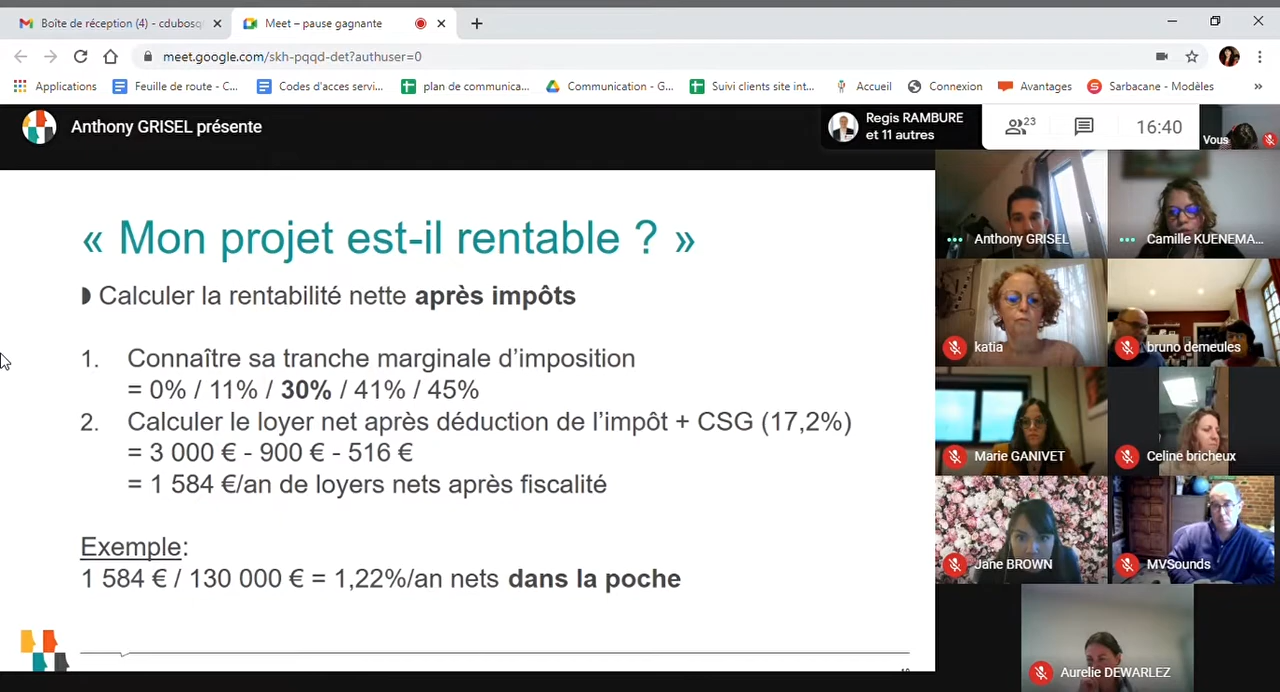 Boîte de réception (4) - cdubosq
Meet – pause gagnante
meet.google.com/skh-pqqd-det?authuser=0
Applications
Feuille de route - C...
Codes d'acces servi...
plan de communica...
Communication - G...
Suivi clients site int...
Accueil
Connexion
Avantages
Sarbacane - Modèles
»
Anthony GRISEL présente
Regis RAMBURE
et 11 autres
23
16:40
Vous
« Mon projet est-il rentable ? »
Calculer la rentabilité nette après impôts
1. Connaître sa tranche marginale d’imposition
= 0% / 11% / 30% / 41% / 45%
2. Calculer le loyer net après déduction de l’impôt + CSG (17,2%)
= 3 000 € - 900 € - 516 €
= 1 584 €/an de loyers nets après fiscalité
Exemple:
1 584 € / 130 000 € = 1,22%/an nets dans la poche
Anthony GRISEL
Camille KUENEMA...
katia
bruno demeules
Marie GANIVET
Celine bricheux
Jane BROWN
MVSounds
Aurelie DEWARLEZ